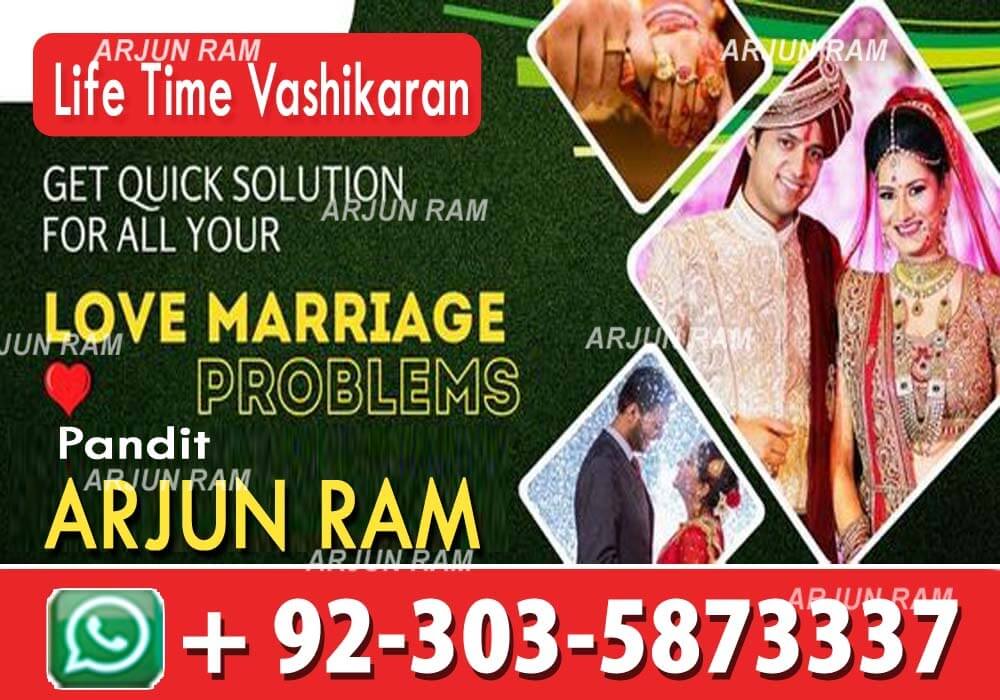 ARJUN RAM
ARJUN RAM
Life Time Vashikaran
GET QUICK SOLUTION
ARJUN RAM
FOR ALL YOUR
LOVE MARRIAGE
JUN RAM
ARJUN RAM
PROBLEMS
Pandit
ARJUN RAM
ARJUN RAM
ARJUN RAM
ARJUN RAM
+ 92-303-5873337